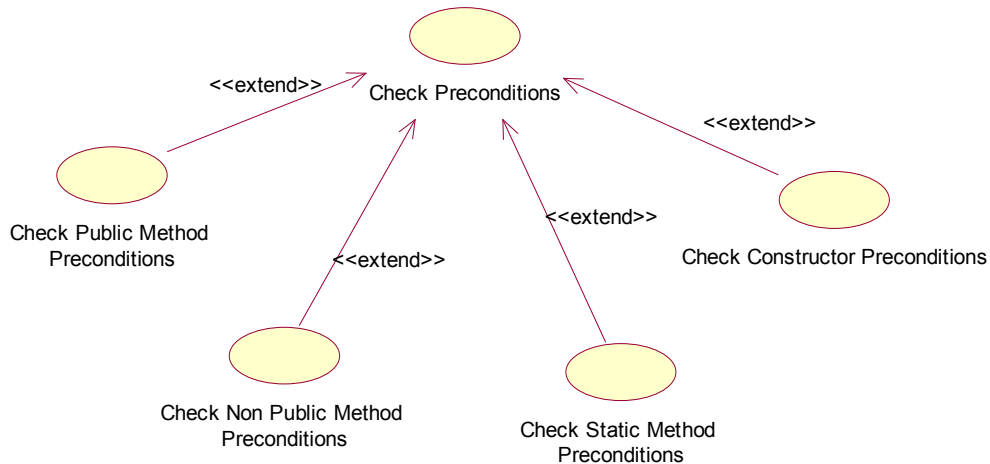 <<extend>>
Check Preconditions
<<extend>>
Check Public Method
Preconditions
<<extend>>
<<extend>>
Check Constructor Preconditions
Check Non Public Method
Preconditions
Check Static Method
Preconditions